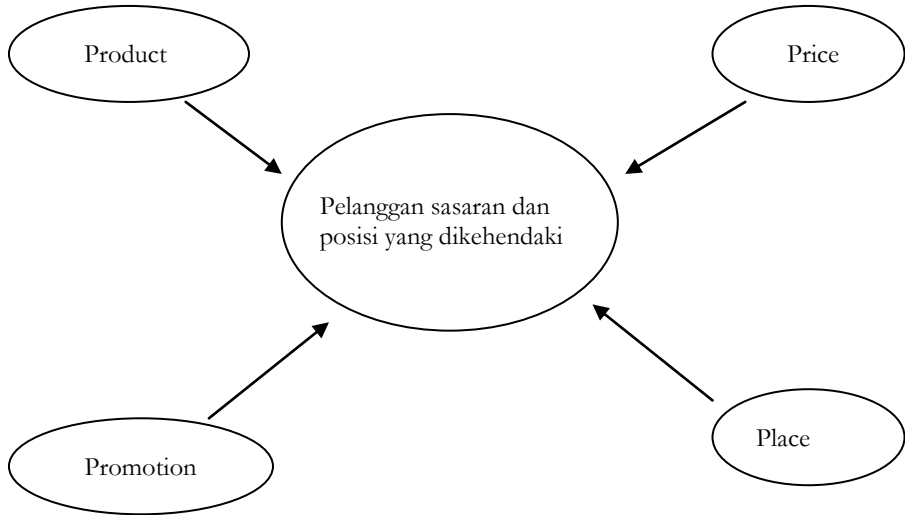 Product
Price
Pelanggan sasaran dan
posisi yang dikehendaki
Promotion
Place